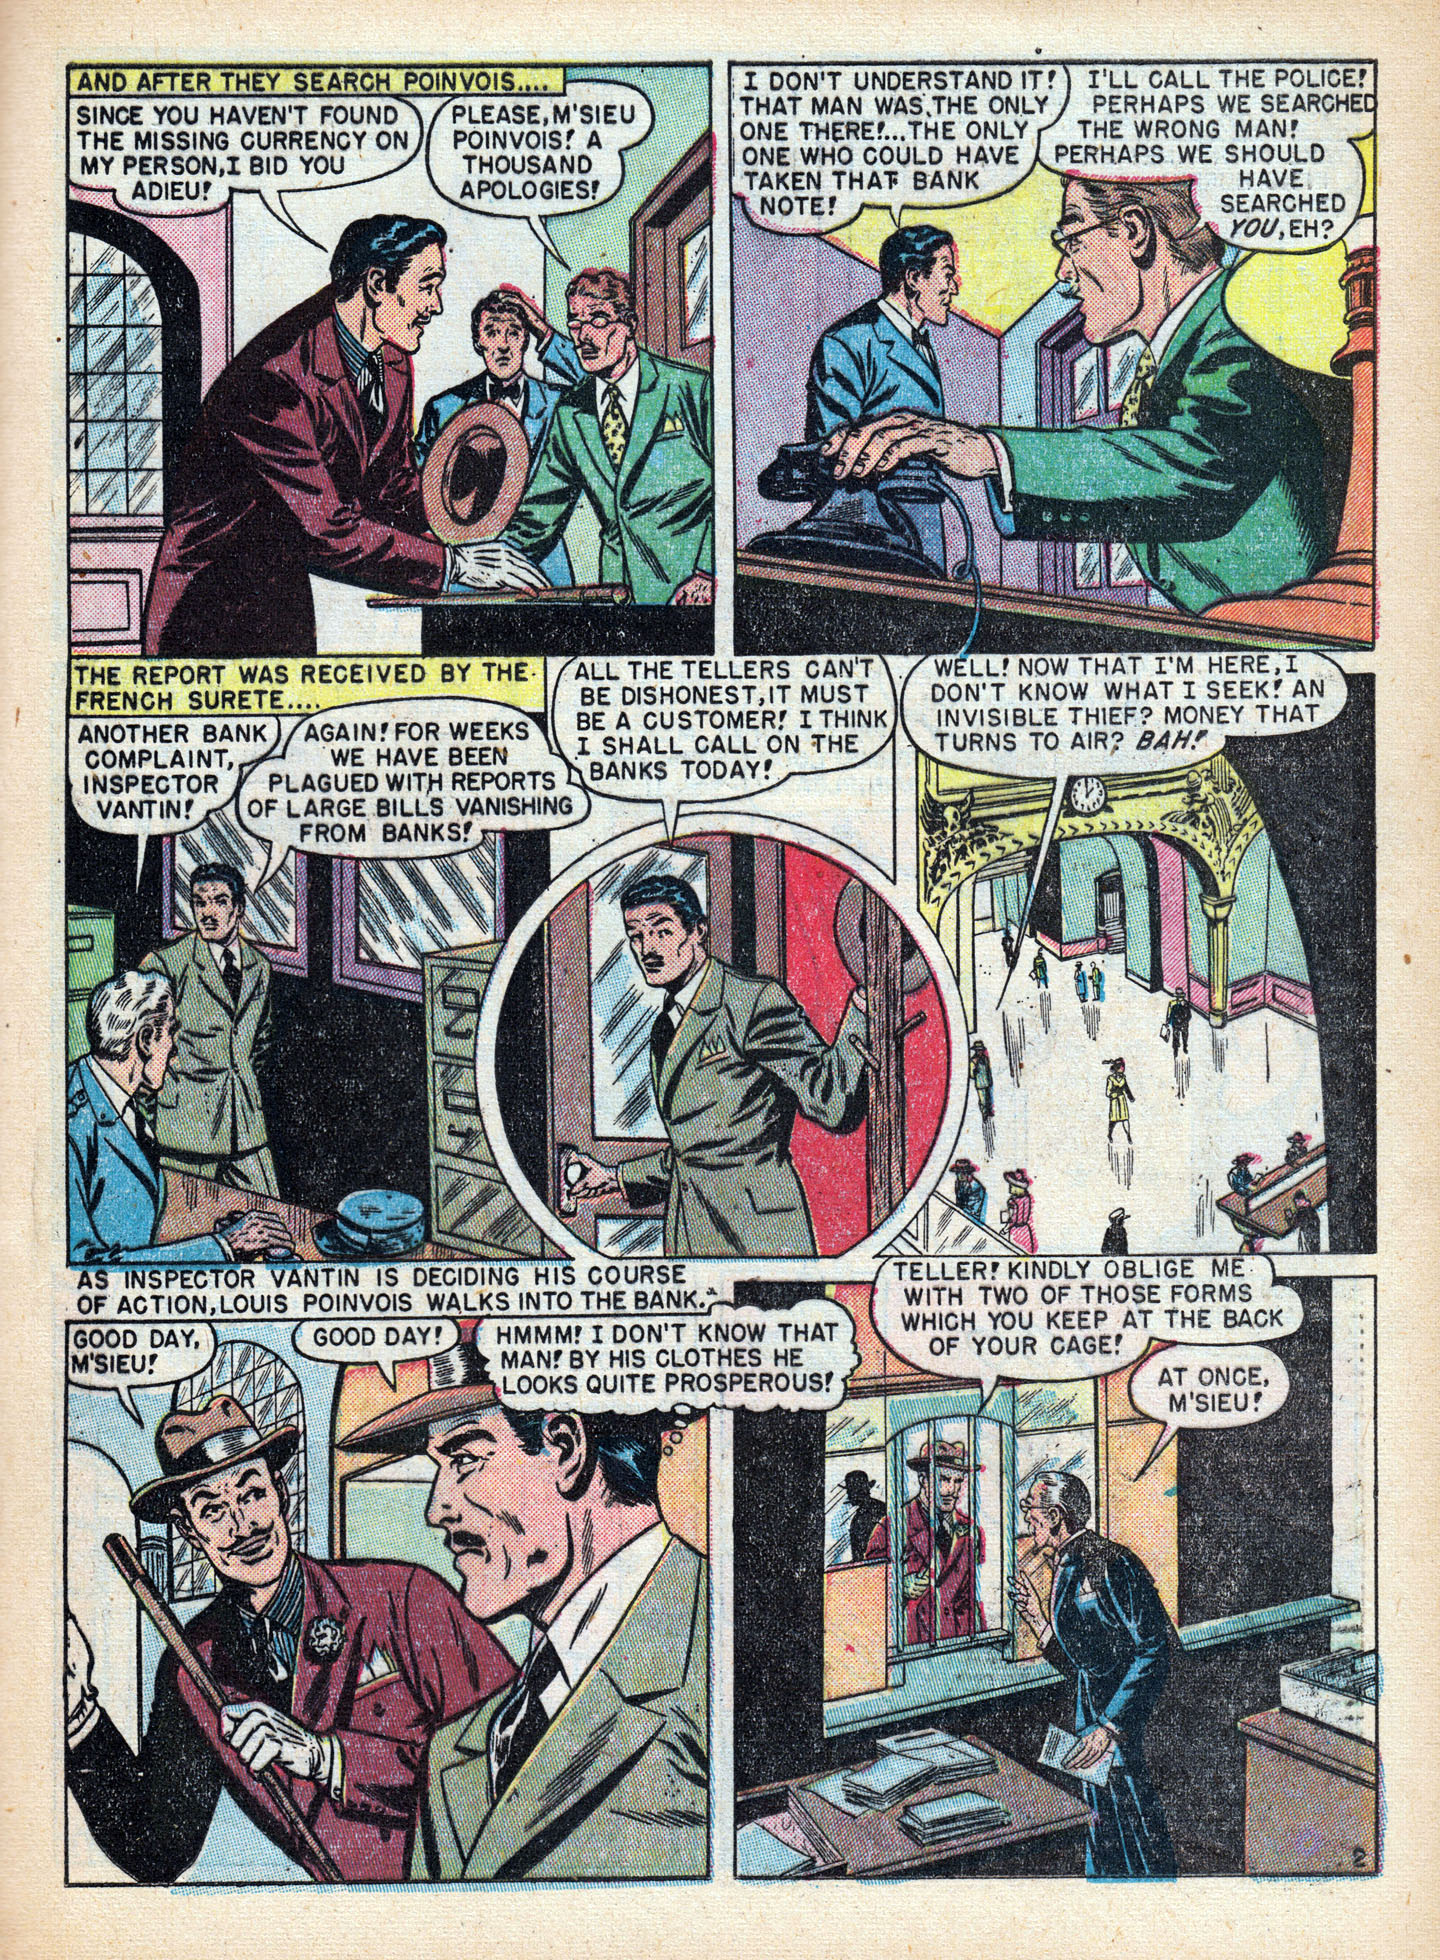 AND AFTER THEY SEARCH POINVOIS....
SINCE YOU HAVEN'T FOUND
THE MISSING CURRENCY ON
MY PERSON, I BID YOU
ADIEU!
PLEASE, M'SIEU
POINVOIS! A
THOUSAND
APOLOGIES!
I DON'T UNDERSTAND IT!
THAT MAN WAS THE ONLY
ONE THERE!...THE ONLY
ONE WHO COULD HAVE
TAKEN THAT BANK
NOTE!
I'LL CALL THE POLICE!
PERHAPS WE SEARCHED
THE WRONG MAN!
PERHAPS WE SHOULD
HAVE
SEARCHED
YOU, EH?
THE REPORT WAS RECEIVED BY THE
FRENCH SURETE....
ANOTHER BANK
COMPLAINT,
INSPECTOR
VANTIN!
AGAIN! FOR WEEKS
WE HAVE BEEN
PLAGUED WITH REPORTS
OF LARGE BILLS VANISHING
FROM BANKS!
ALL THE TELLERS CAN'T
BE DISHONEST, IT MUST
BE A CUSTOMER! I THINK
I SHALL CALL ON THE
BANKS TODAY!
WELL! NOW THAT I'M HERE, I
DON'T KNOW WHAT I SEEK! AN
INVISIBLE THIEF? MONEY THAT
TURNS TO AIR? BAH!
AS INSPECTOR VANTIN IS DECIDING HIS COURSE
OF ACTION, LOUIS POINVOIS WALKS INTO THE BANK..
GOOD DAY,
M'SIEU!
GOOD DAY!
HMMM! I DON'T KNOW THAT
MAN! BY HIS CLOTHES HE
LOOKS QUITE PROSPEROUS!
TELLER! KINDLY OBLIGE ME
WITH TWO OF THOSE FORMS
WHICH YOU KEEP AT THE BACK
OF YOUR CAGE!
AT ONCE,
M'SIEU!
2